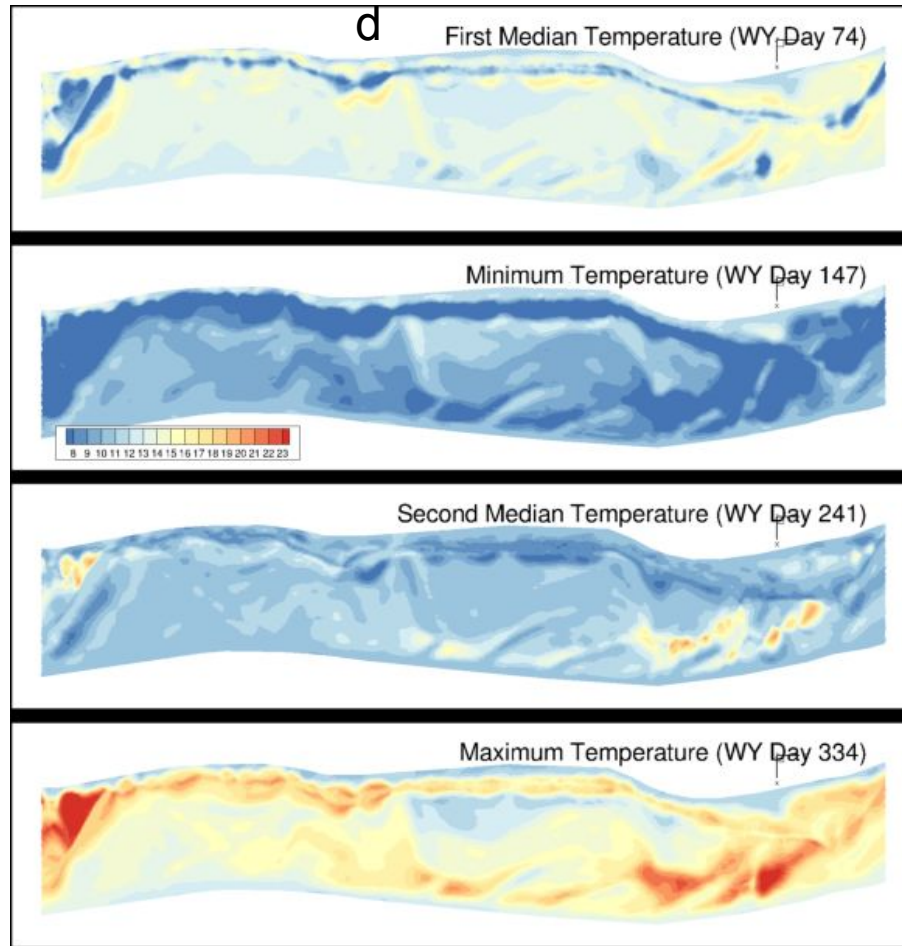 d
First Median Temperature (WY Day 74)
Minimum Temperature (WY Day 147)
8 9 10 11 12 13 14 15 16 17 18 19 20 21 22 23
Second Median Temperature (WY Day 241)
Maximum Temperature (WY Day 334)